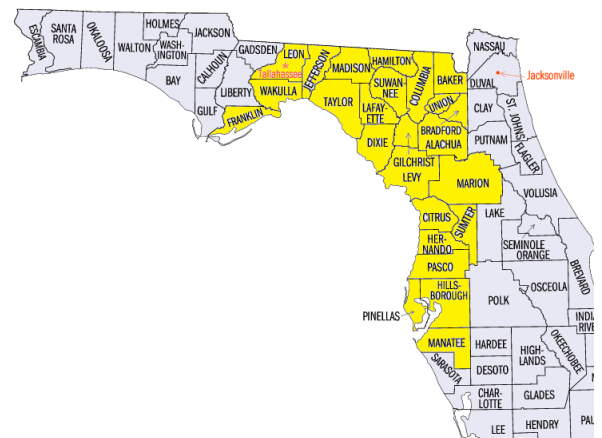 ESCAMBIA
SANTA
ROSA
OKALOOSA
WALTON
HOLMES
WASH-
INGTON
BAY
JACKSON
CALHOUN
GULF
LIBERTY
GADSDEN
FRANKLIN
LEON
Tallahassee
WAKULLA
JEFFERSON
MADISON
TAYLOR
HAMILTON
SUWAN-
NEE
LAFAY-
ETTE
DIXIE
COLUMBIA
BAKER
UNION
BRADFORD
ALACHUA
GILCHRIST
LEVY
NASSAU
DUVAL
Jacksonville
CLAY
ST. JOHNS
PUTNAM
FLAGLER
MARION
VOLUSIA
CITRUS
SUMTER
LAKE
HER-
NANDO
SEMINOLE
ORANGE
BREVARD
PASCO
HILLS-
BOROUGH
PINELLAS
POLK
OSCEOLA
INDI
RIVE
MANATEE
HARDEE
HIGH-
LANDS
OKEECHOBEE
SARASOTA
DESOTO
CHAR-
LOTTE
GLADES
LEE
HENDRY